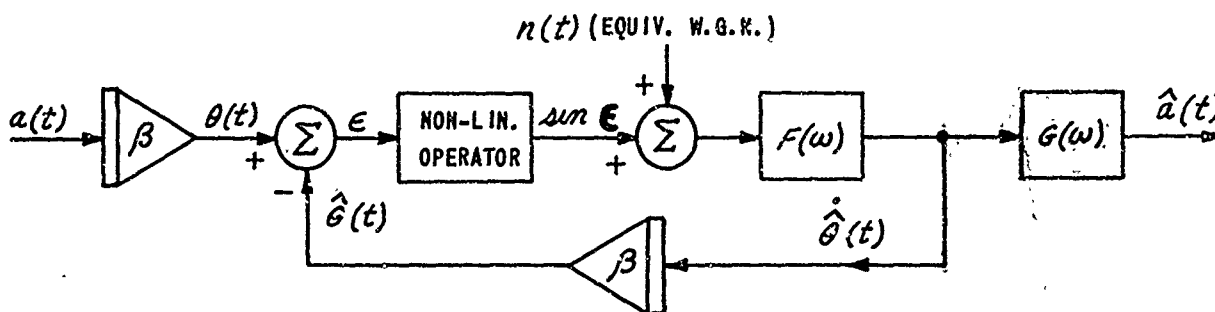 n(t) (EQUIV. W.G.N.)
a(t)
β
θ(t)
+
−
Σ
ϵ
NON-LIN.
OPERATOR
sin ϵ
+
+
Σ
F(ω)
G(ω)
â(t)
Ĝ(t)
β
θ̂̇(t)